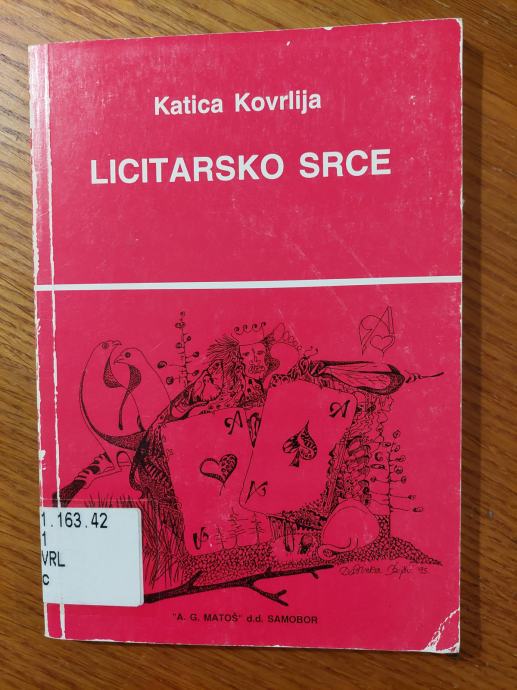 Katica Kovrlija
LICITARSKO SRCE
A
A
1.163.42
1
VRL
c
"A. G. MATOŠ" d.d. SAMOBOR